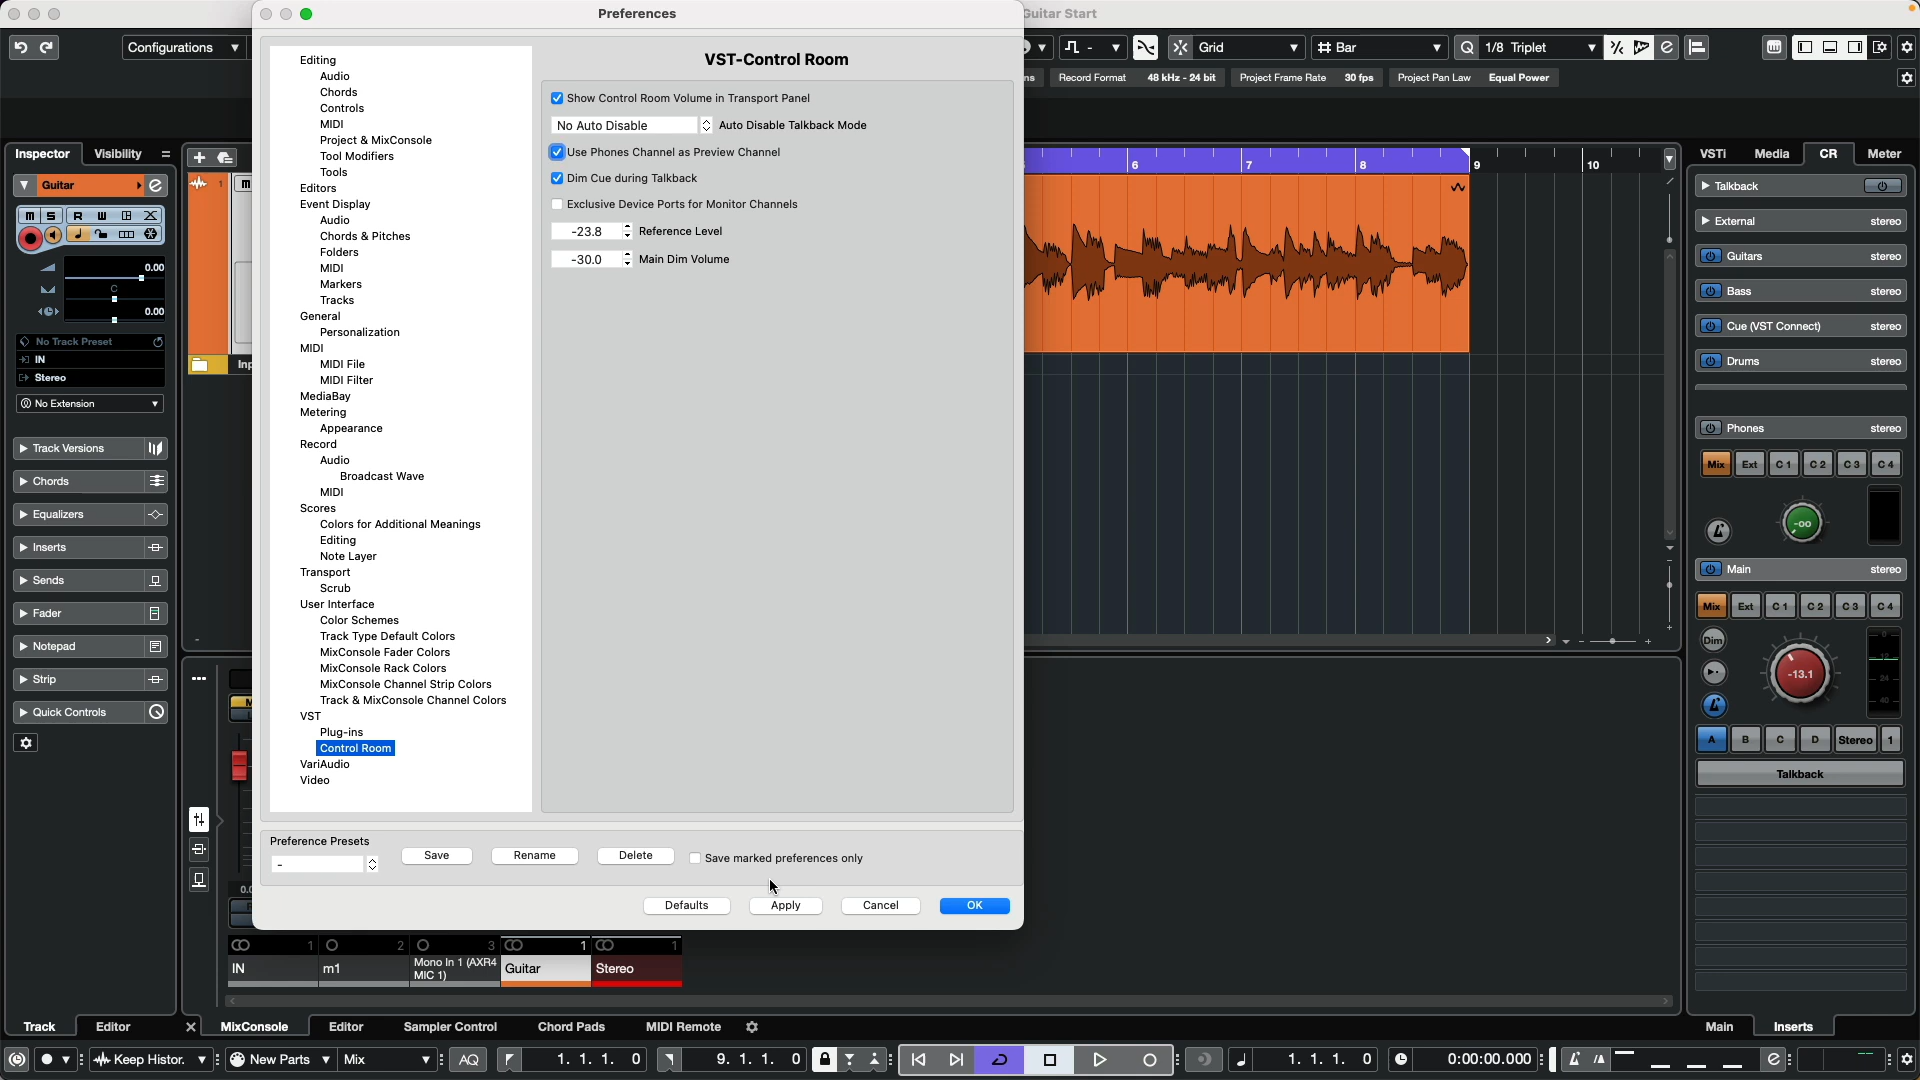 Preferences
Guitar Start
Configurations
Grid
Bar
1/8 Triplet
Record Format 48 kHz - 24 bit Project Frame Rate 30 fps Project Pan Law Equal Power
Inspector Visibility
Guitar
M S R W
0.00
C
0.00
No Track Preset
IN
Stereo
No Extension
Track Versions
Chords
Equalizers
Inserts
Sends
Fader
Notepad
Strip
Quick Controls
Editing
Audio
Chords
Controls
MIDI
Project & MixConsole
Tool Modifiers
Tools
Editors
Event Display
Audio
Chords & Pitches
Folders
MIDI
Markers
Tracks
General
Personalization
MIDI
MIDI File
MIDI Filter
MediaBay
Metering
Appearance
Record
Audio
Broadcast Wave
MIDI
Scores
Colors for Additional Meanings
Editing
Note Layer
Transport
Scrub
User Interface
Color Schemes
Track Type Default Colors
MixConsole Fader Colors
MixConsole Rack Colors
MixConsole Channel Strip Colors
Track & MixConsole Channel Colors
VST
Plug-ins
Control Room
VariAudio
Video
VST-Control Room
Show Control Room Volume in Transport Panel
No Auto Disable Auto Disable Talkback Mode
Use Phones Channel as Preview Channel
Dim Cue during Talkback
Exclusive Device Ports for Monitor Channels
-23.8 Reference Level
-30.0 Main Dim Volume
Preference Presets
-
Save Rename Delete Save marked preferences only
Defaults Apply Cancel OK
6 7 8 9 10
VSTi Media CR Meter
Talkback
External stereo
Guitars stereo
Bass stereo
Cue (VST Connect) stereo
Drums stereo
Phones stereo
Mix Ext C 1 C 2 C 3 C 4
-oo
Main stereo
Mix Ext C 1 C 2 C 3 C 4
Dim
-13.1
A B C D Stereo 1
Talkback
1 2 3 1 1
IN m1 Mono In 1 (AXR4 MIC 1) Guitar Stereo
Track Editor MixConsole Editor Sampler Control Chord Pads MIDI Remote Main Inserts
Keep Histor. New Parts Mix AQ 1. 1. 1. 0 9. 1. 1. 0 1. 1. 1. 0 0:00:00.000